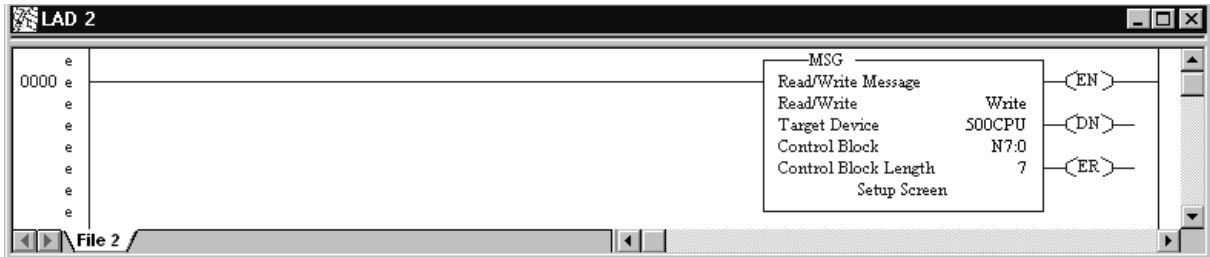 LAD 2
e
MSG
0000 e
Read/Write Message
EN
e
Read/Write Write
e
Target Device 500CPU
DN
e
Control Block N7:0
e
Control Block Length 7
ER
e
Setup Screen
e
File 2